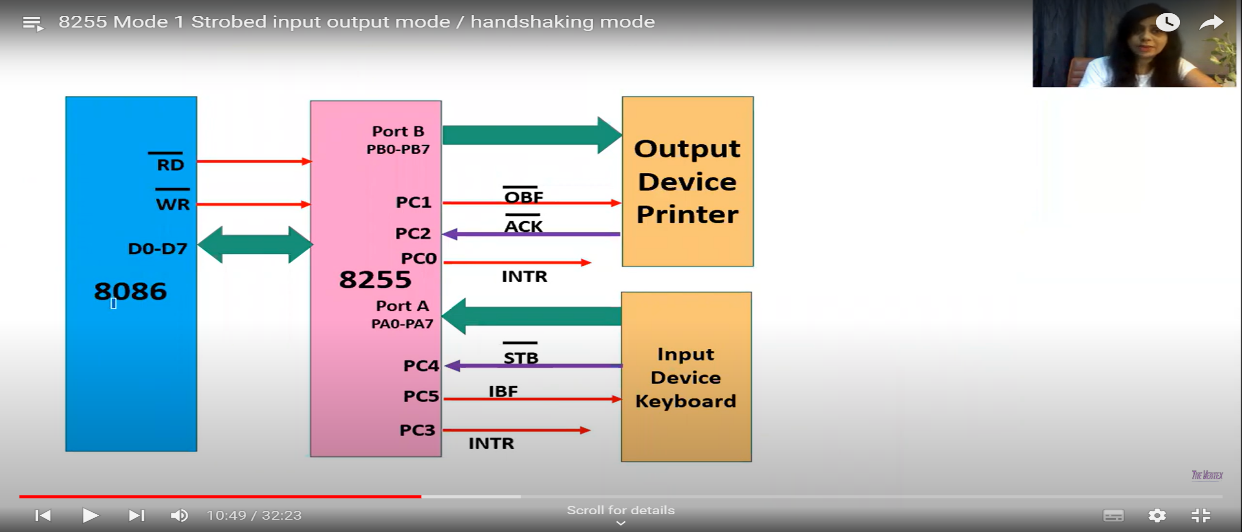 8255 Mode 1 Strobed input output mode / handshaking mode
RD
WR
D0-D7
8086
Port B
PB0-PB7
PC1
PC2
PC0
8255
Port A
PA0-PA7
PC4
PC5
PC3
OBF
ACK
INTR
STB
IBF
INTR
Output
Device
Printer
Input
Device
Keyboard
THE VERTEX
10:49 / 32:23
Scroll for details